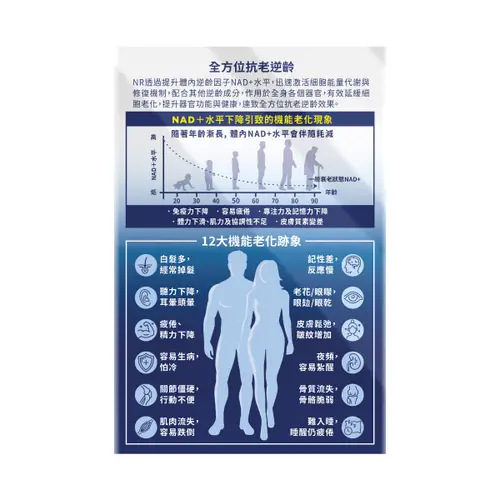 全方位抗老逆齡
NR透過提升體內逆齡因子NAD+水平,迅速激活細胞能量代謝與
修復機制,配合其他逆齡成分,作用於全身各個器官,有效延緩細
胞老化,提升器官功能與健康,達致全方位抗老逆齡效果。
NAD＋水平下降引致的機能老化現象
隨著年齡漸長, 體內NAD+水平會伴隨耗減
高
NAD+水平
低
一般衰老狀態NAD+
20 30 40 50 60 70 80 90 年齡
·免疫力下降 ·容易疲倦 ·專注力及記憶力下降
·體力下滑、肌力及協調性不足 ·皮膚質素變差
12大機能老化跡象
白髮多,
經常掉髮
記性差,
反應慢
聽力下降,
耳暈頭暈
老花/眼矇,
眼攰/眼乾
疲倦、
精力下降
皮膚鬆弛,
皺紋增加
容易生病,
怕冷
夜頻,
容易紮醒
關節僵硬,
行動不便
骨質流失,
骨骼脆弱
肌肉流失,
容易跌倒
難入睡,
睡醒仍疲倦